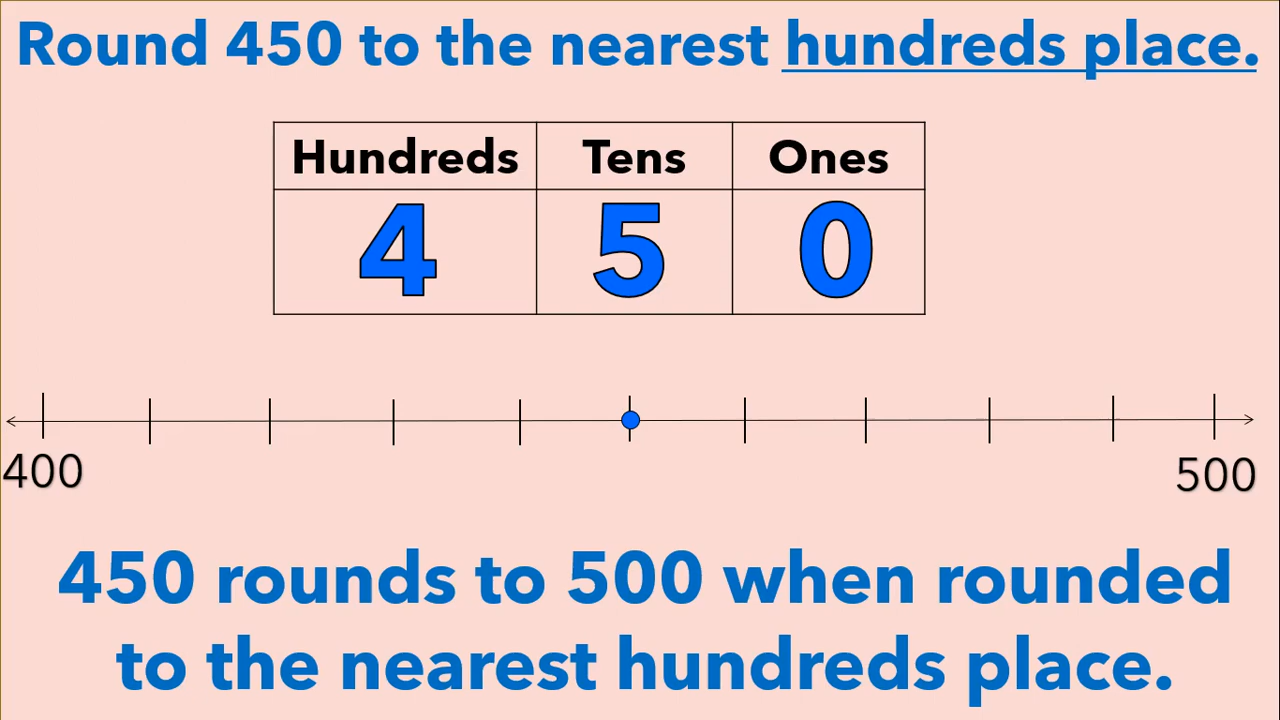 Round 450 to the nearest hundreds place.
Hundreds Tens Ones
4 5 0
400 500
450 rounds to 500 when rounded
to the nearest hundreds place.